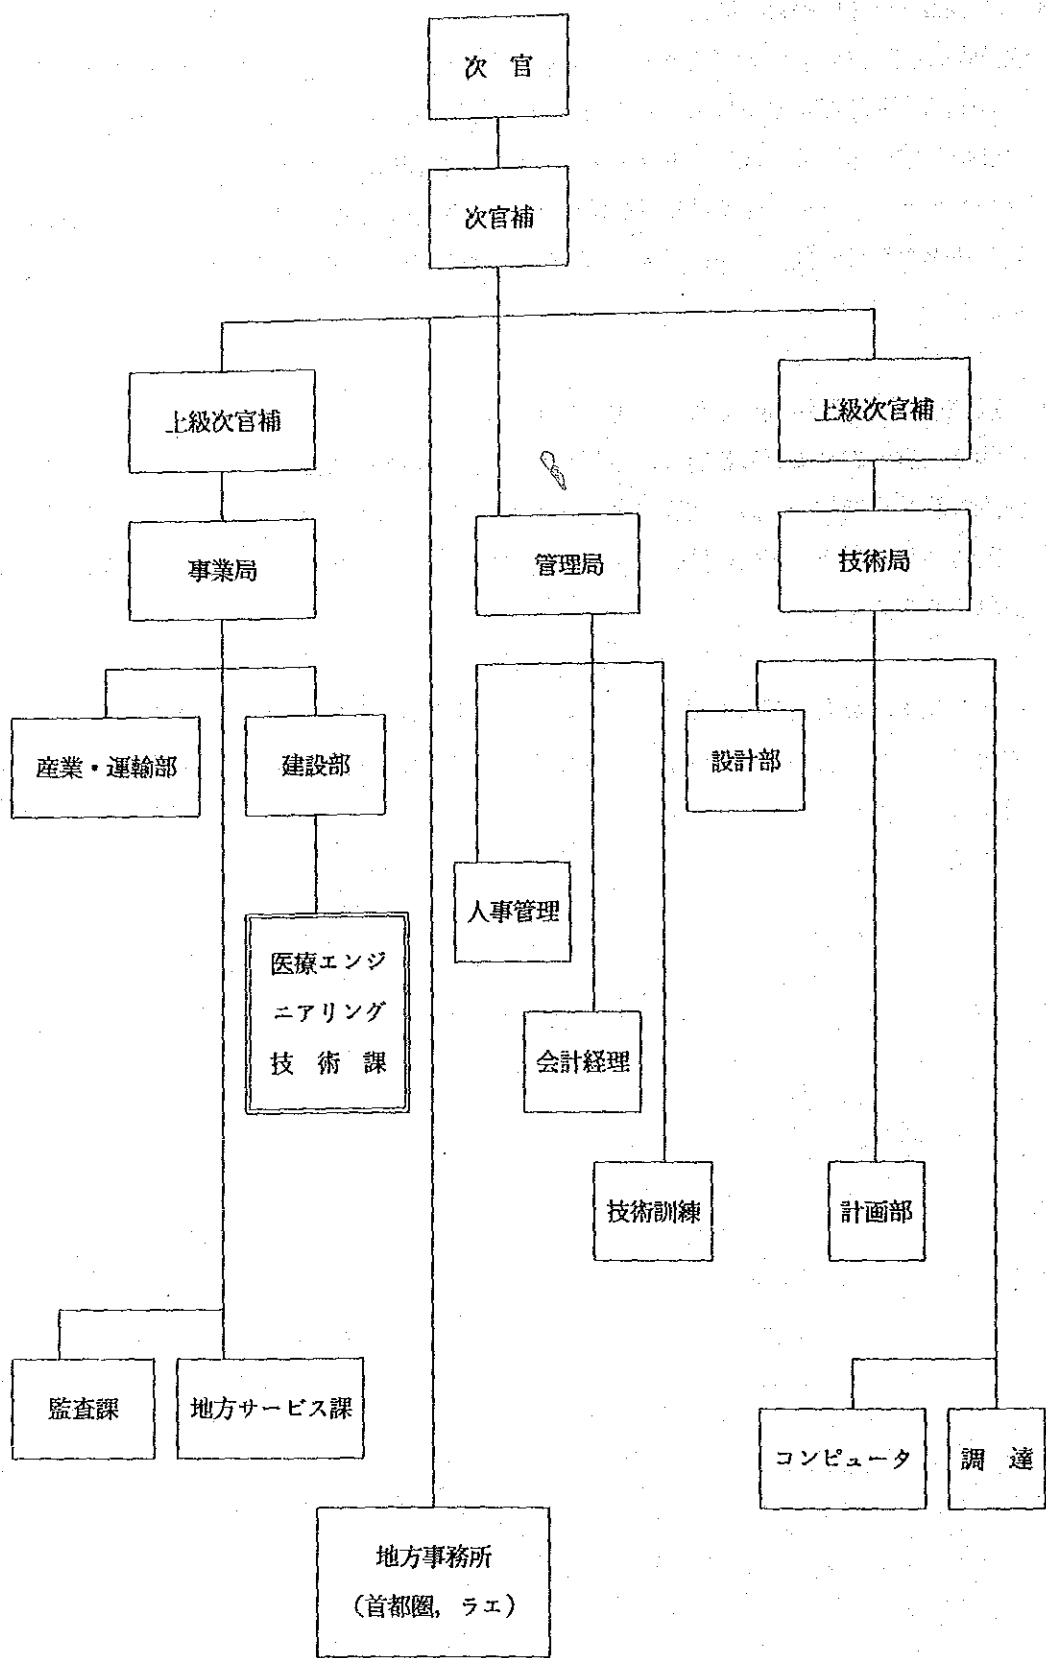 次 官
次官補
上級次官補
上級次官補
事業局
管理局
技術局
産業・運輸部
建設部
設計部
人事管理
医療エンジ
ニアリング
技 術 課
会計経理
技術訓練
計画部
監査課
地方サービス課
コンピュータ
調 達
地方事務所
(首都圏, ラエ)